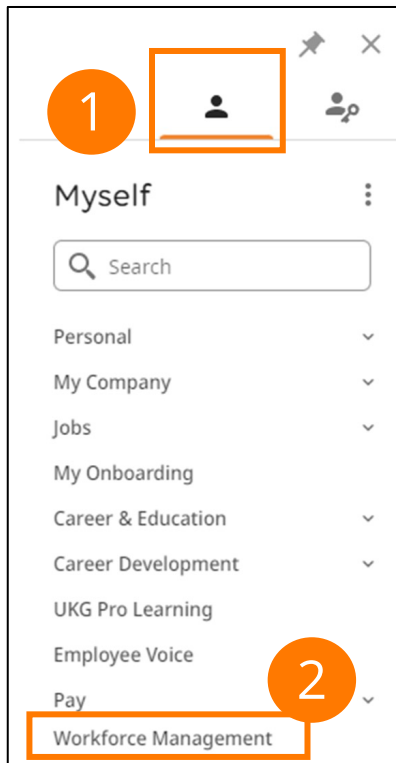 1
Myself
Search
Personal
My Company
Jobs
My Onboarding
Career & Education
Career Development
UKG Pro Learning
Employee Voice
2
Pay
Workforce Management